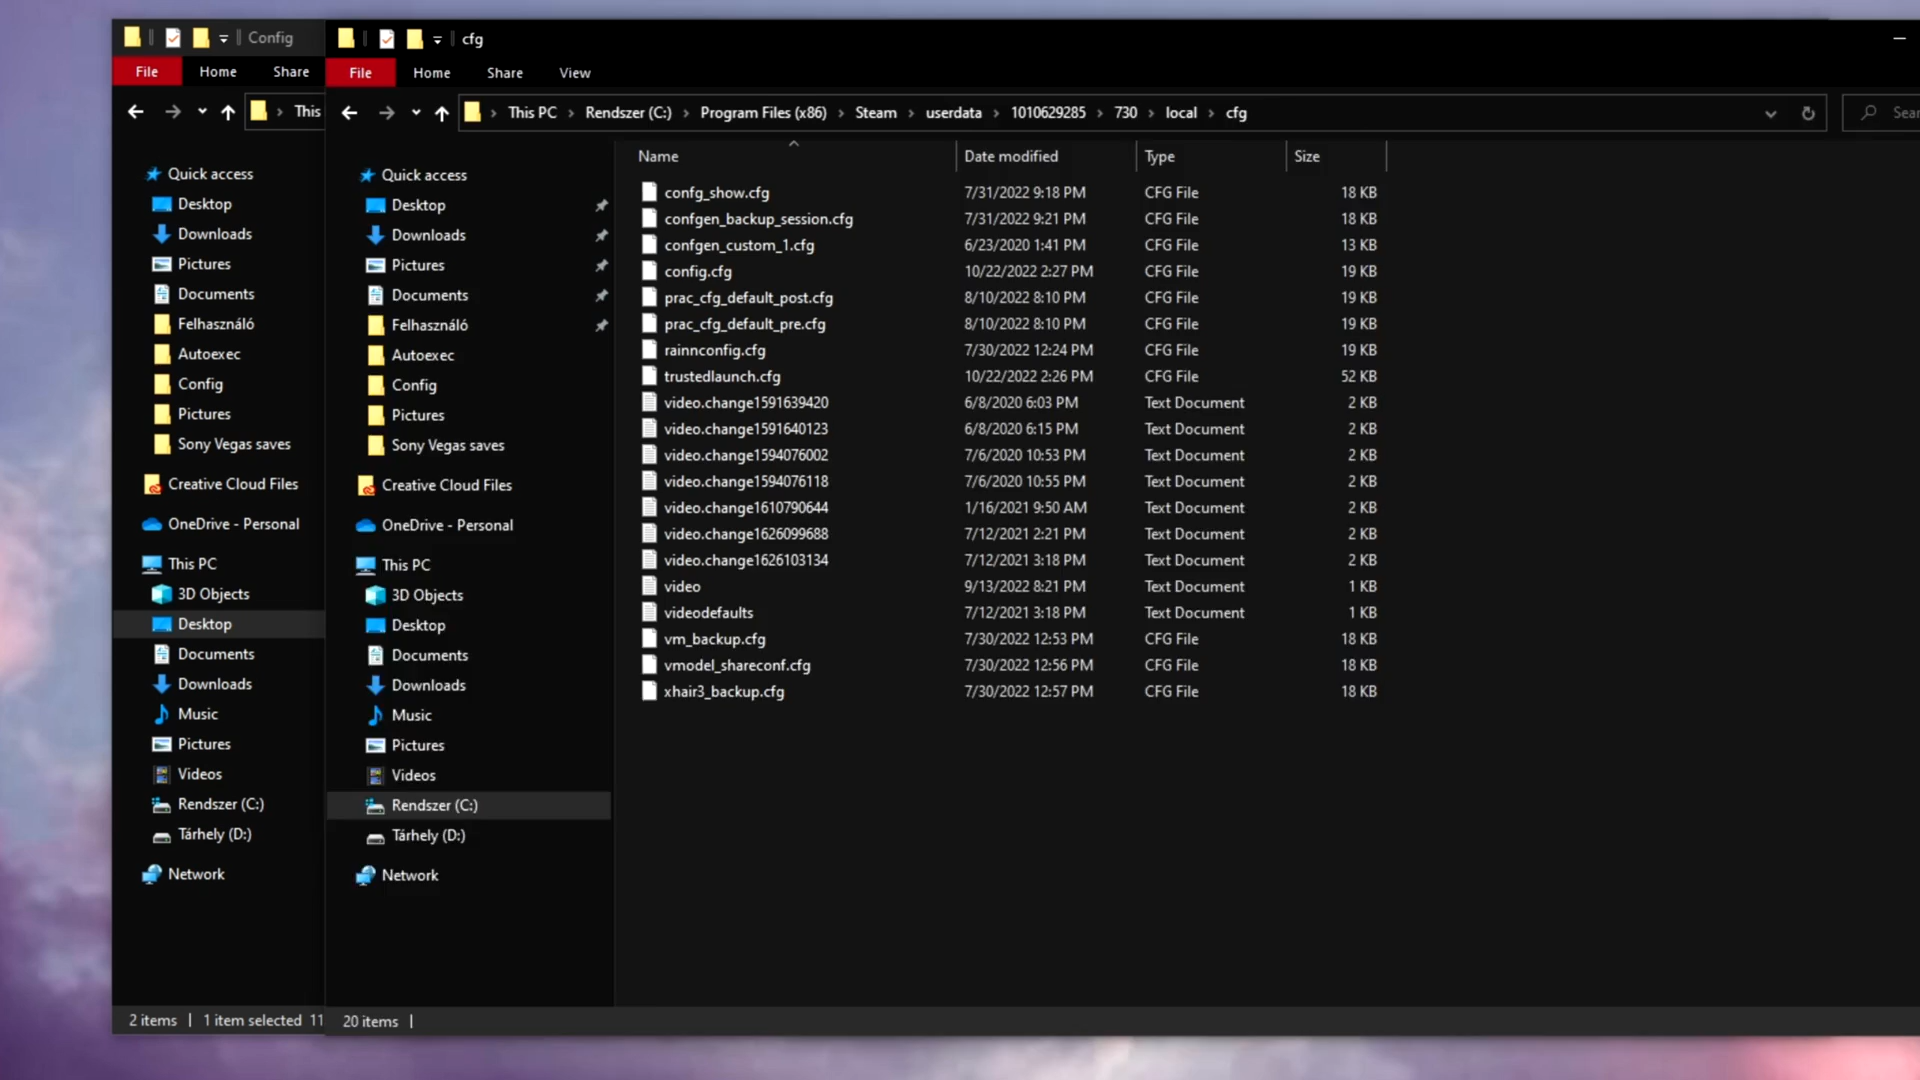 Config
File Home Share
This
Quick access
Desktop
Downloads
Pictures
Documents
Felhasználó
Autoexec
Config
Pictures
Sony Vegas saves
Creative Cloud Files
OneDrive - Personal
This PC
3D Objects
Desktop
Documents
Downloads
Music
Pictures
Videos
Rendszer (C:)
Tárhely (D:)
Network
2 items 1 item selected 11
cfg
File Home Share View
This PC Rendszer (C:) Program Files (x86) Steam userdata 1010629285 730 local cfg
Quick access
Desktop
Downloads
Pictures
Documents
Felhasználó
Autoexec
Config
Pictures
Sony Vegas saves
Creative Cloud Files
OneDrive - Personal
This PC
3D Objects
Desktop
Documents
Downloads
Music
Pictures
Videos
Rendszer (C:)
Tárhely (D:)
Network
Name Date modified Type Size
confg_show.cfg 7/31/2022 9:18 PM CFG File 18 KB
confgen_backup_session.cfg 7/31/2022 9:21 PM CFG File 18 KB
confgen_custom_1.cfg 6/23/2020 1:41 PM CFG File 13 KB
config.cfg 10/22/2022 2:27 PM CFG File 19 KB
prac_cfg_default_post.cfg 8/10/2022 8:10 PM CFG File 19 KB
prac_cfg_default_pre.cfg 8/10/2022 8:10 PM CFG File 19 KB
rainnconfig.cfg 7/30/2022 12:24 PM CFG File 19 KB
trustedlaunch.cfg 10/22/2022 2:26 PM CFG File 52 KB
video.change1591639420 6/8/2020 6:03 PM Text Document 2 KB
video.change1591640123 6/8/2020 6:15 PM Text Document 2 KB
video.change1594076002 7/6/2020 10:53 PM Text Document 2 KB
video.change1594076118 7/6/2020 10:55 PM Text Document 2 KB
video.change1610790644 1/16/2021 9:50 AM Text Document 2 KB
video.change1626099688 7/12/2021 2:21 PM Text Document 2 KB
video.change1626103134 7/12/2021 3:18 PM Text Document 2 KB
video 9/13/2022 8:21 PM Text Document 1 KB
videodefaults 7/12/2021 3:18 PM Text Document 1 KB
vm_backup.cfg 7/30/2022 12:53 PM CFG File 18 KB
vmodel_shareconf.cfg 7/30/2022 12:56 PM CFG File 18 KB
xhair3_backup.cfg 7/30/2022 12:57 PM CFG File 18 KB
20 items